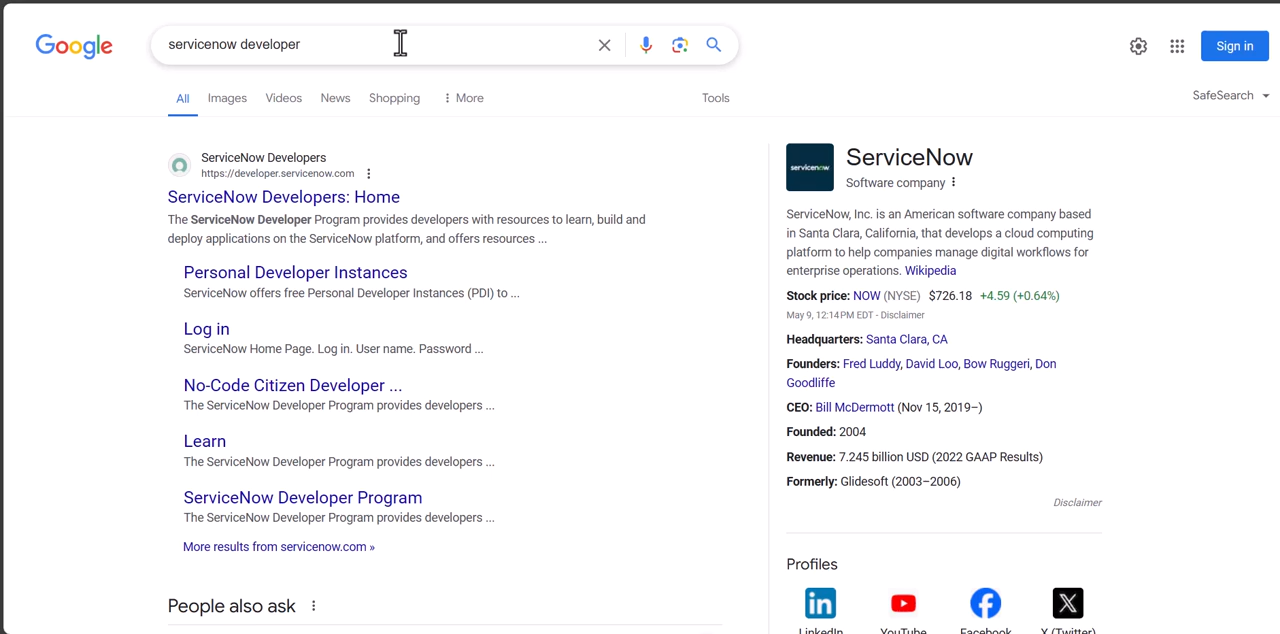 Google
servicenow developer
Sign in
All Images Videos News Shopping More Tools
SafeSearch
ServiceNow Developers
https://developer.servicenow.com
ServiceNow Developers: Home
The ServiceNow Developer Program provides developers with resources to learn, build and
deploy applications on the ServiceNow platform, and offers resources ...
Personal Developer Instances
ServiceNow offers free Personal Developer Instances (PDI) to ...
Log in
ServiceNow Home Page. Log in. User name. Password ...
No-Code Citizen Developer ...
The ServiceNow Developer Program provides developers ...
Learn
The ServiceNow Developer Program provides developers ...
ServiceNow Developer Program
The ServiceNow Developer Program provides developers ...
More results from servicenow.com »
People also ask
servicenow
ServiceNow
Software company
ServiceNow, Inc. is an American software company based
in Santa Clara, California, that develops a cloud computing
platform to help companies manage digital workflows for
enterprise operations. Wikipedia
Stock price: NOW (NYSE) $726.18 +4.59 (+0.64%)
May 9, 12:14 PM EDT - Disclaimer
Headquarters: Santa Clara, CA
Founders: Fred Luddy, David Loo, Bow Ruggeri, Don
Goodliffe
CEO: Bill McDermott (Nov 15, 2019–)
Founded: 2004
Revenue: 7.245 billion USD (2022 GAAP Results)
Formerly: Glidesoft (2003–2006)
Disclaimer
Profiles
LinkedIn YouTube Facebook X (Twitter)